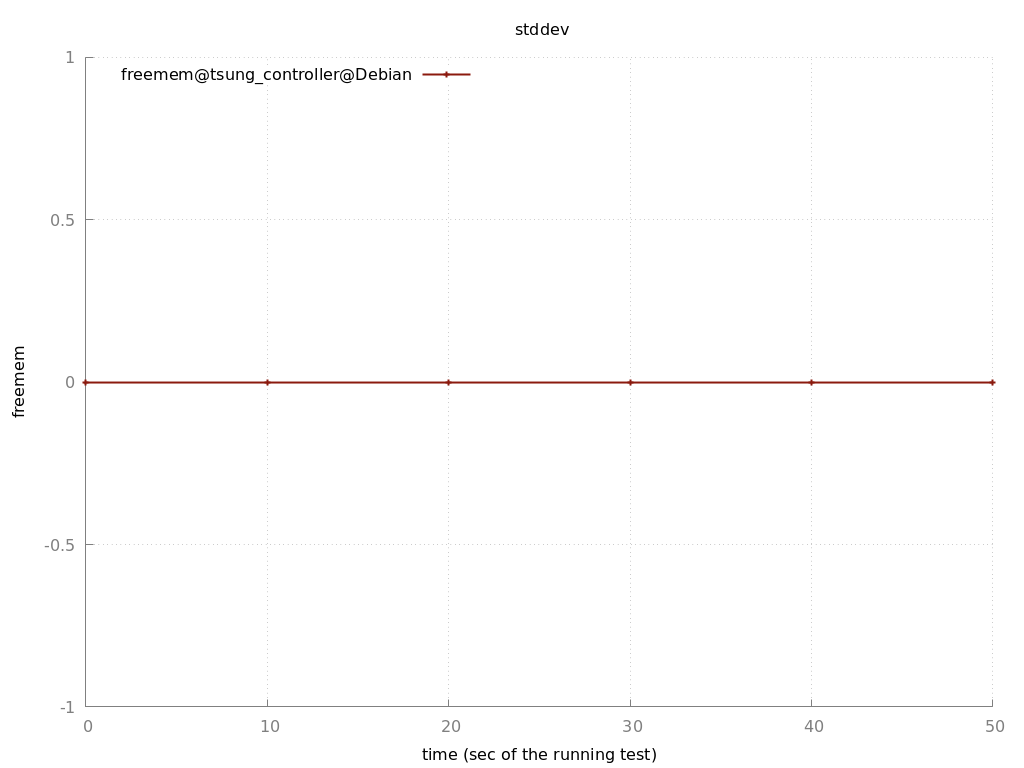 stddev
1
freemem@tsung_controller@Debian
0.5
freemem
0
-0.5
-1
0 10 20 30 40 50
time (sec of the running test)